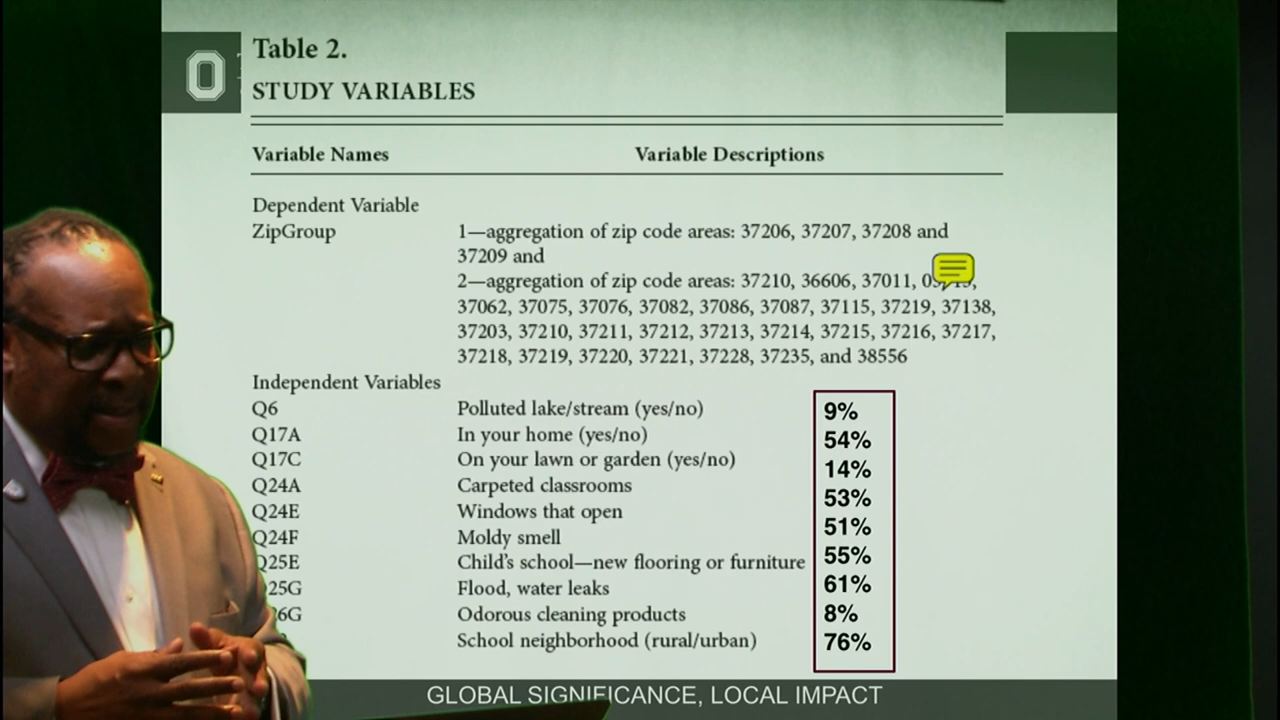 O
Table 2.
STUDY VARIABLES
Variable Names Variable Descriptions
Dependent Variable
ZipGroup 1—aggregation of zip code areas: 37206, 37207, 37208 and
37209 and
2—aggregation of zip code areas: 37210, 36606, 37011,
37062, 37075, 37076, 37082, 37086, 37087, 37115, 37219, 37138,
37203, 37210, 37211, 37212, 37213, 37214, 37215, 37216, 37217,
37218, 37219, 37220, 37221, 37228, 37235, and 38556
Independent Variables
Q6 Polluted lake/stream (yes/no) 9%
Q17A In your home (yes/no) 54%
Q17C On your lawn or garden (yes/no) 14%
Q24A Carpeted classrooms 53%
Q24E Windows that open 51%
Q24F Moldy smell 55%
Q25E Child's school—new flooring or furniture 61%
25G Flood, water leaks 8%
6G Odorous cleaning products 76%
School neighborhood (rural/urban)
GLOBAL SIGNIFICANCE, LOCAL IMPACT